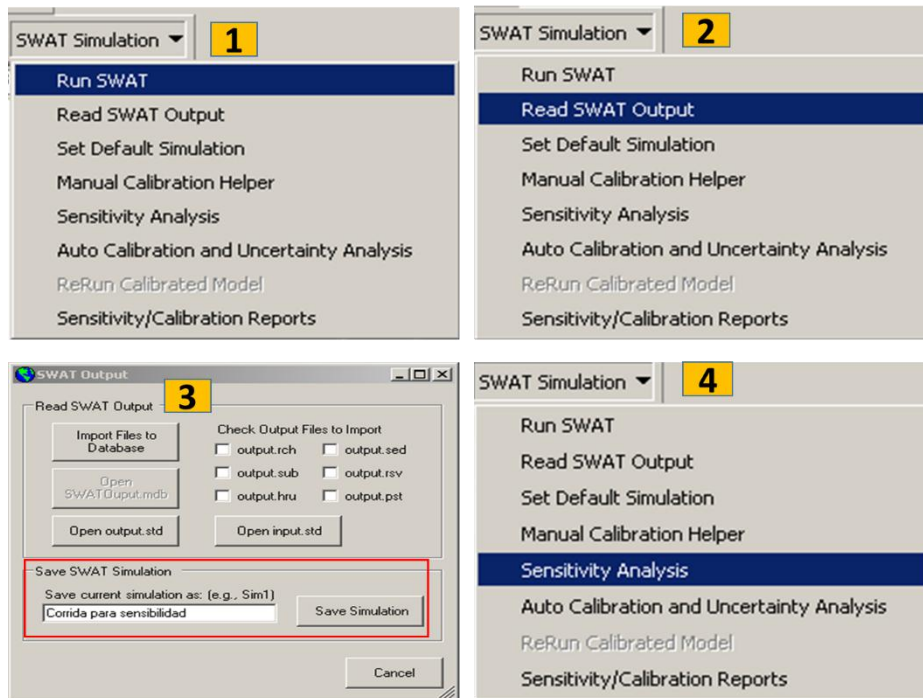 SWAT Simulation
1
Run SWAT
Read SWAT Output
Set Default Simulation
Manual Calibration Helper
Sensitivity Analysis
Auto Calibration and Uncertainty Analysis
ReRun Calibrated Model
Sensitivity/Calibration Reports
SWAT Simulation
2
Run SWAT
Read SWAT Output
Set Default Simulation
Manual Calibration Helper
Sensitivity Analysis
Auto Calibration and Uncertainty Analysis
ReRun Calibrated Model
Sensitivity/Calibration Reports
SWAT Output
3
Read SWAT Output
Import Files to
Database
Check Output Files to Import
output.rch output.sed
output.sub output.rsv
output.hru output.pst
Open
SWATOuput.mdb
Open output.std
Open input.std
Save SWAT Simulation
Save current simulation as: (e.g., Sim1)
Corrida para sensibilidad
Save Simulation
Cancel
SWAT Simulation
4
Run SWAT
Read SWAT Output
Set Default Simulation
Manual Calibration Helper
Sensitivity Analysis
Auto Calibration and Uncertainty Analysis
ReRun Calibrated Model
Sensitivity/Calibration Reports